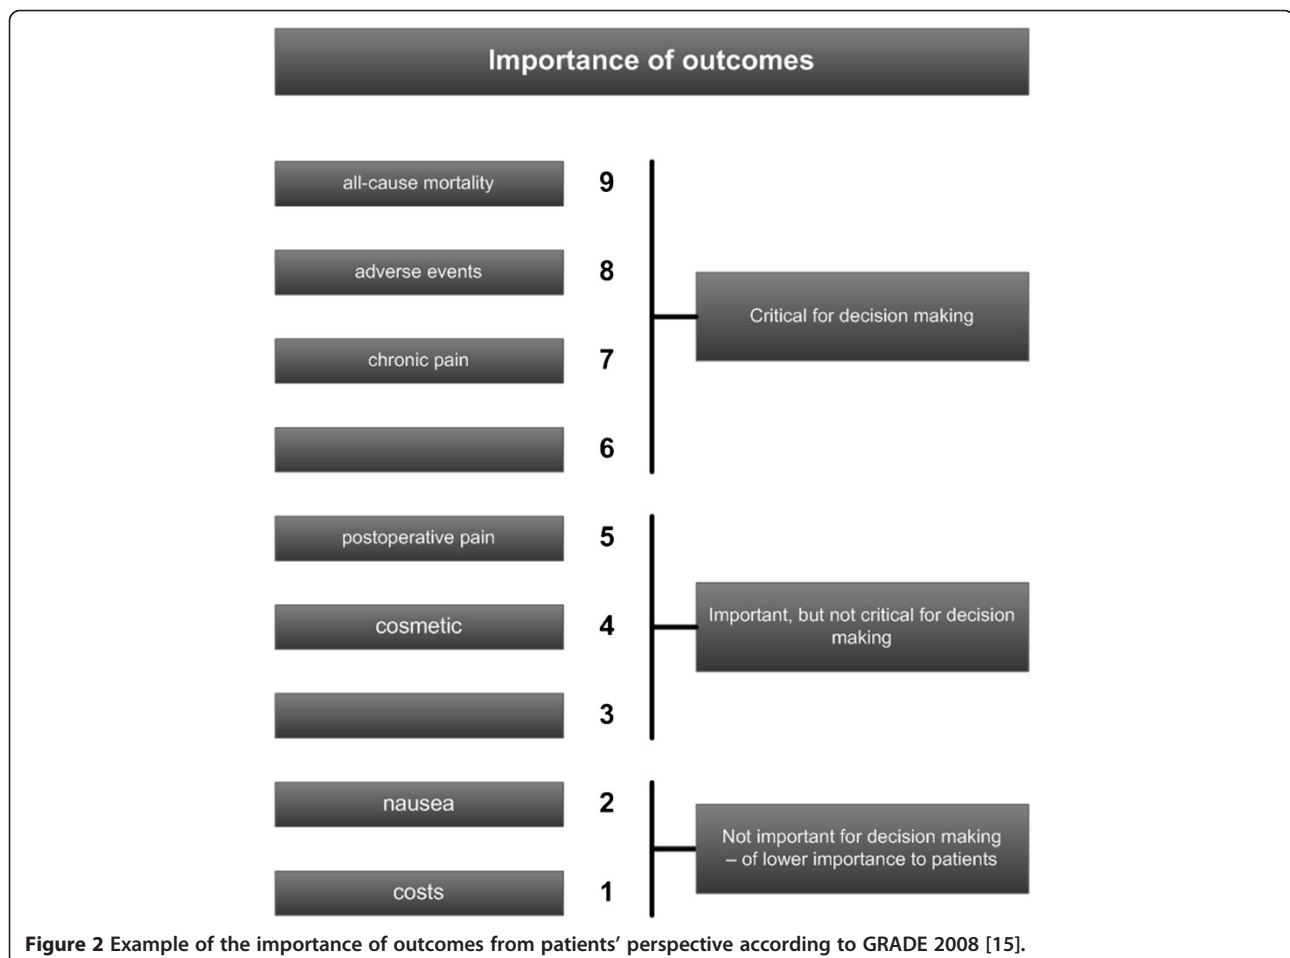 Importance of outcomes
all-cause mortality
9
adverse events
8
Critical for decision making
chronic pain
7
6
postoperative pain
5
Important, but not critical for decision
making
cosmetic
4
3
nausea
2
Not important for decision making
– of lower importance to patients
costs
1
Figure 2 Example of the importance of outcomes from patients’ perspective according to GRADE 2008 [15].